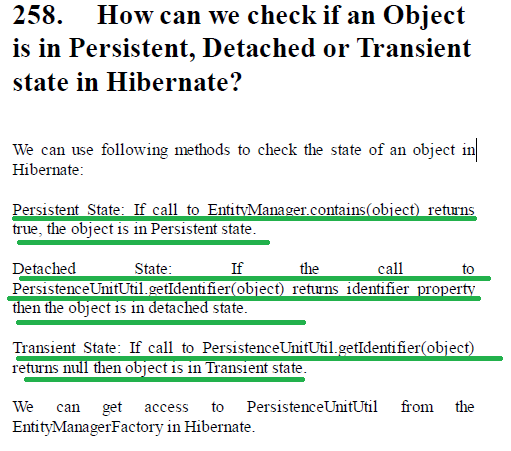 258. How can we check if an Object
is in Persistent, Detached or Transient
state in Hibernate?
We can use following methods to check the state of an object in
Hibernate:
Persistent State: If call to EntityManager.contains(object) returns
true, the object is in Persistent state.
Detached State: If the call to
PersistenceUnitUtil.getIdentifier(object) returns identifier property
then the object is in detached state.
Transient State: If call to PersistenceUnitUtil.getIdentifier(object)
returns null then object is in Transient state.
We can get access to PersistenceUnitUtil from the
EntityManagerFactory in Hibernate.